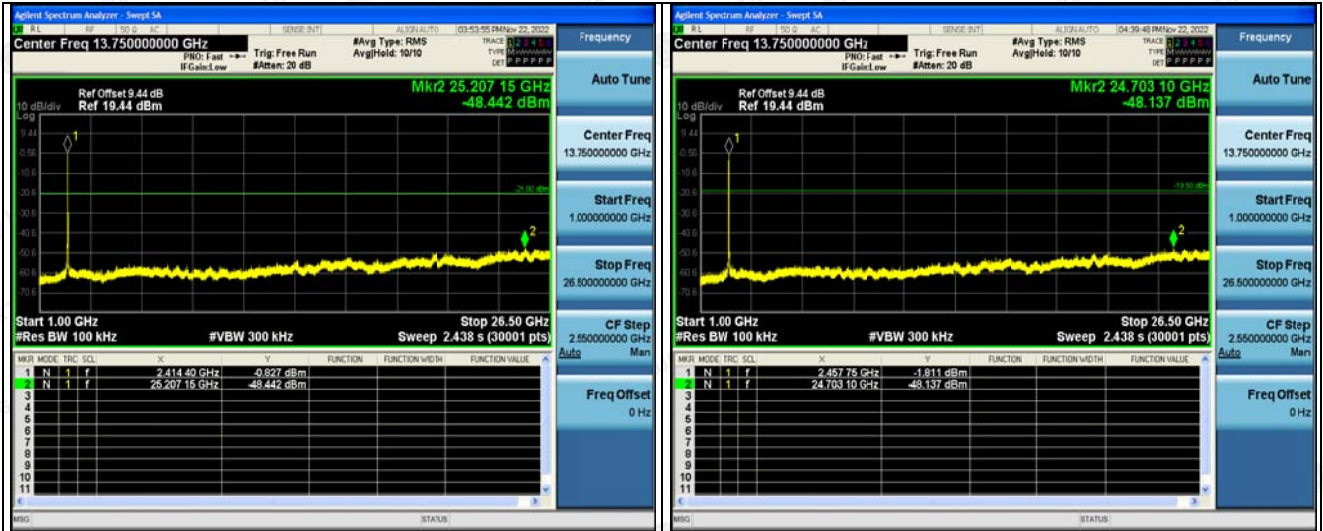 Agilent Spectrum Analyzer - Swept SA
RL RF 50 Ω AC SENSE:INT ALIGN AUTO 03:53:55 PM Nov 22, 2022
Center Freq 13.750000000 GHz
PNO: Fast
IFGain:Low
Trig: Free Run
#Atten: 20 dB
#Avg Type: RMS
Avg|Hold: 10/10
TRACE 1 2 3 4 5 6
TYPE M
DET P P P P P P
Ref Offset 9.44 dB
10 dB/div Ref 19.44 dBm
Log
Mkr2 25.207 15 GHz
-48.442 dBm
9.44
-0.56
-10.6
-20.6
-30.6
-40.6
-50.6
-60.6
-70.6
1
-21.00 dBm
2
Start 1.00 GHz Stop 26.50 GHz
#Res BW 100 kHz #VBW 300 kHz Sweep 2.438 s (30001 pts)
MKR MODE TRC SCL X Y FUNCTION FUNCTION WIDTH FUNCTION VALUE
1 N 1 f 2.414 40 GHz -0.827 dBm
2 N 1 f 25.207 15 GHz -48.442 dBm
3
4
5
6
7
8
9
10
11
MSG STATUS
Frequency
Auto Tune
Center Freq
13.750000000 GHz
Start Freq
1.000000000 GHz
Stop Freq
26.500000000 GHz
CF Step
2.550000000 GHz
Auto Man
Freq Offset
0 Hz
Agilent Spectrum Analyzer - Swept SA
RL RF 50 Ω AC SENSE:INT ALIGN AUTO 04:39:48 PM Nov 22, 2022
Center Freq 13.750000000 GHz
PNO: Fast
IFGain:Low
Trig: Free Run
#Atten: 20 dB
#Avg Type: RMS
Avg|Hold: 10/10
TRACE 1 2 3 4 5 6
TYPE M
DET P P P P P P
Ref Offset 9.44 dB
10 dB/div Ref 19.44 dBm
Log
Mkr2 24.703 10 GHz
-48.137 dBm
9.44
-0.56
-10.6
-20.6
-30.6
-40.6
-50.6
-60.6
-70.6
1
-19.50 dBm
2
Start 1.00 GHz Stop 26.50 GHz
#Res BW 100 kHz #VBW 300 kHz Sweep 2.438 s (30001 pts)
MKR MODE TRC SCL X Y FUNCTION FUNCTION WIDTH FUNCTION VALUE
1 N 1 f 2.457 75 GHz -1.811 dBm
2 N 1 f 24.703 10 GHz -48.137 dBm
3
4
5
6
7
8
9
10
11
MSG STATUS
Frequency
Auto Tune
Center Freq
13.750000000 GHz
Start Freq
1.000000000 GHz
Stop Freq
26.500000000 GHz
CF Step
2.550000000 GHz
Auto Man
Freq Offset
0 Hz